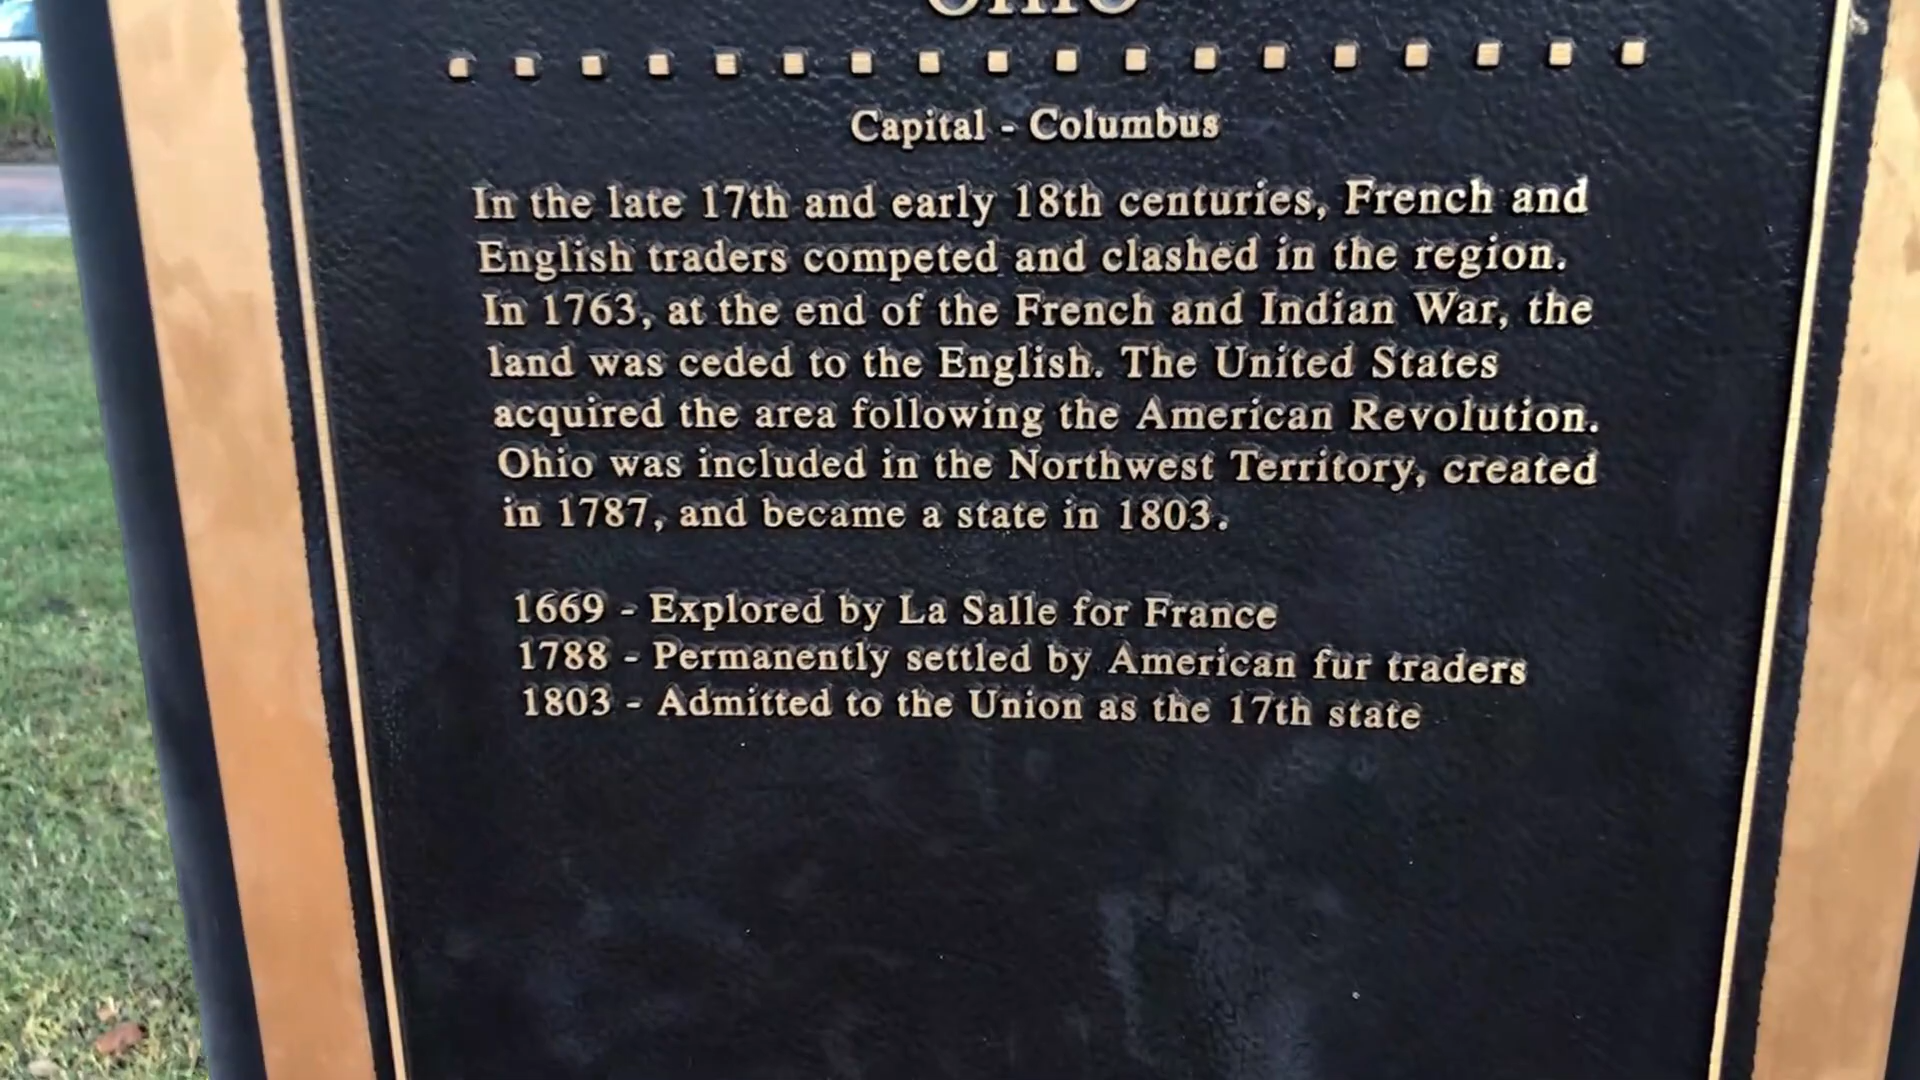 Ohio
Capital - Columbus
In the late 17th and early 18th centuries, French and
English traders competed and clashed in the region.
In 1763, at the end of the French and Indian War, the
land was ceded to the English. The United States
acquired the area following the American Revolution.
Ohio was included in the Northwest Territory, created
in 1787, and became a state in 1803.
1669 - Explored by La Salle for France
1788 - Permanently settled by American fur traders
1803 - Admitted to the Union as the 17th state